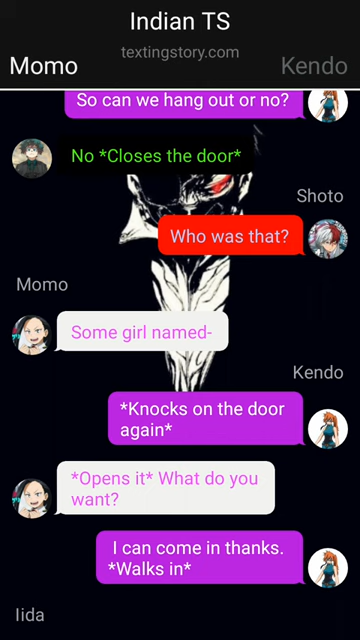 Indian TS
textingstory.com
Momo
Kendo
So can we hang out or no?
No *Closes the door*
Shoto
Who was that?
Momo
Some girl named-
Kendo
*Knocks on the door
again*
*Opens it* What do you
want?
I can come in thanks.
*Walks in*
Iida